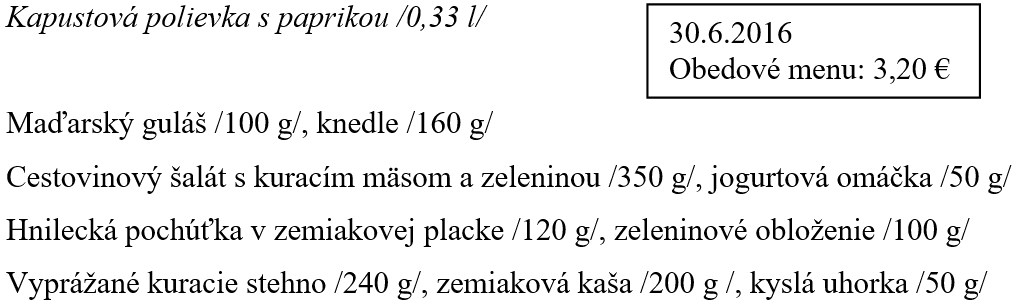 Kapustová polievka s paprikou /0,33 l/
30.6.2016
Obedové menu: 3,20 €
Maďarský guláš /100 g/, knedle /160 g/
Cestovinový šalát s kuracím mäsom a zeleninou /350 g/, jogurtová omáčka /50 g/
Hnilecká pochúťka v zemiakovej placke /120 g/, zeleninové obloženie /100 g/
Vyprážané kuracie stehno /240 g/, zemiaková kaša /200 g /, kyslá uhorka /50 g/